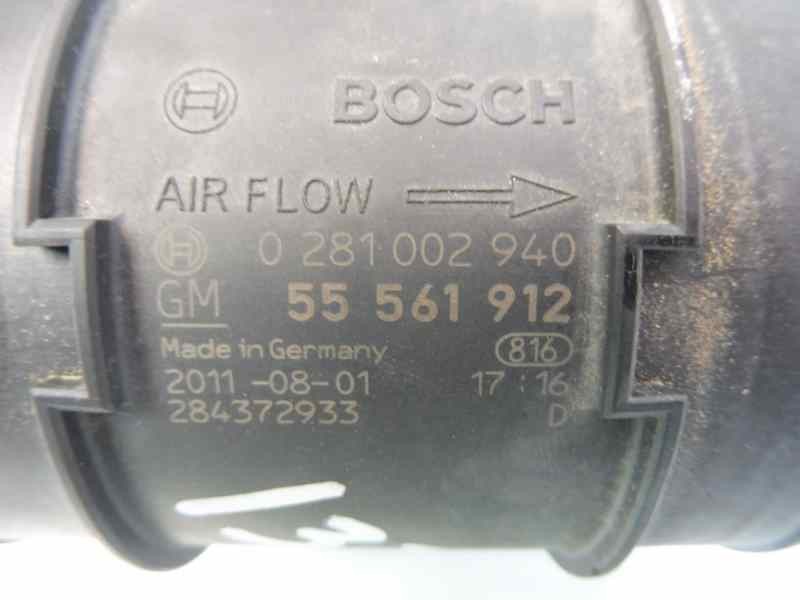 BOSCH
AIR FLOW
0 281 002 940
GM 55 561 912
Made in Germany 816
2011-08-01 17:16
284372933 D